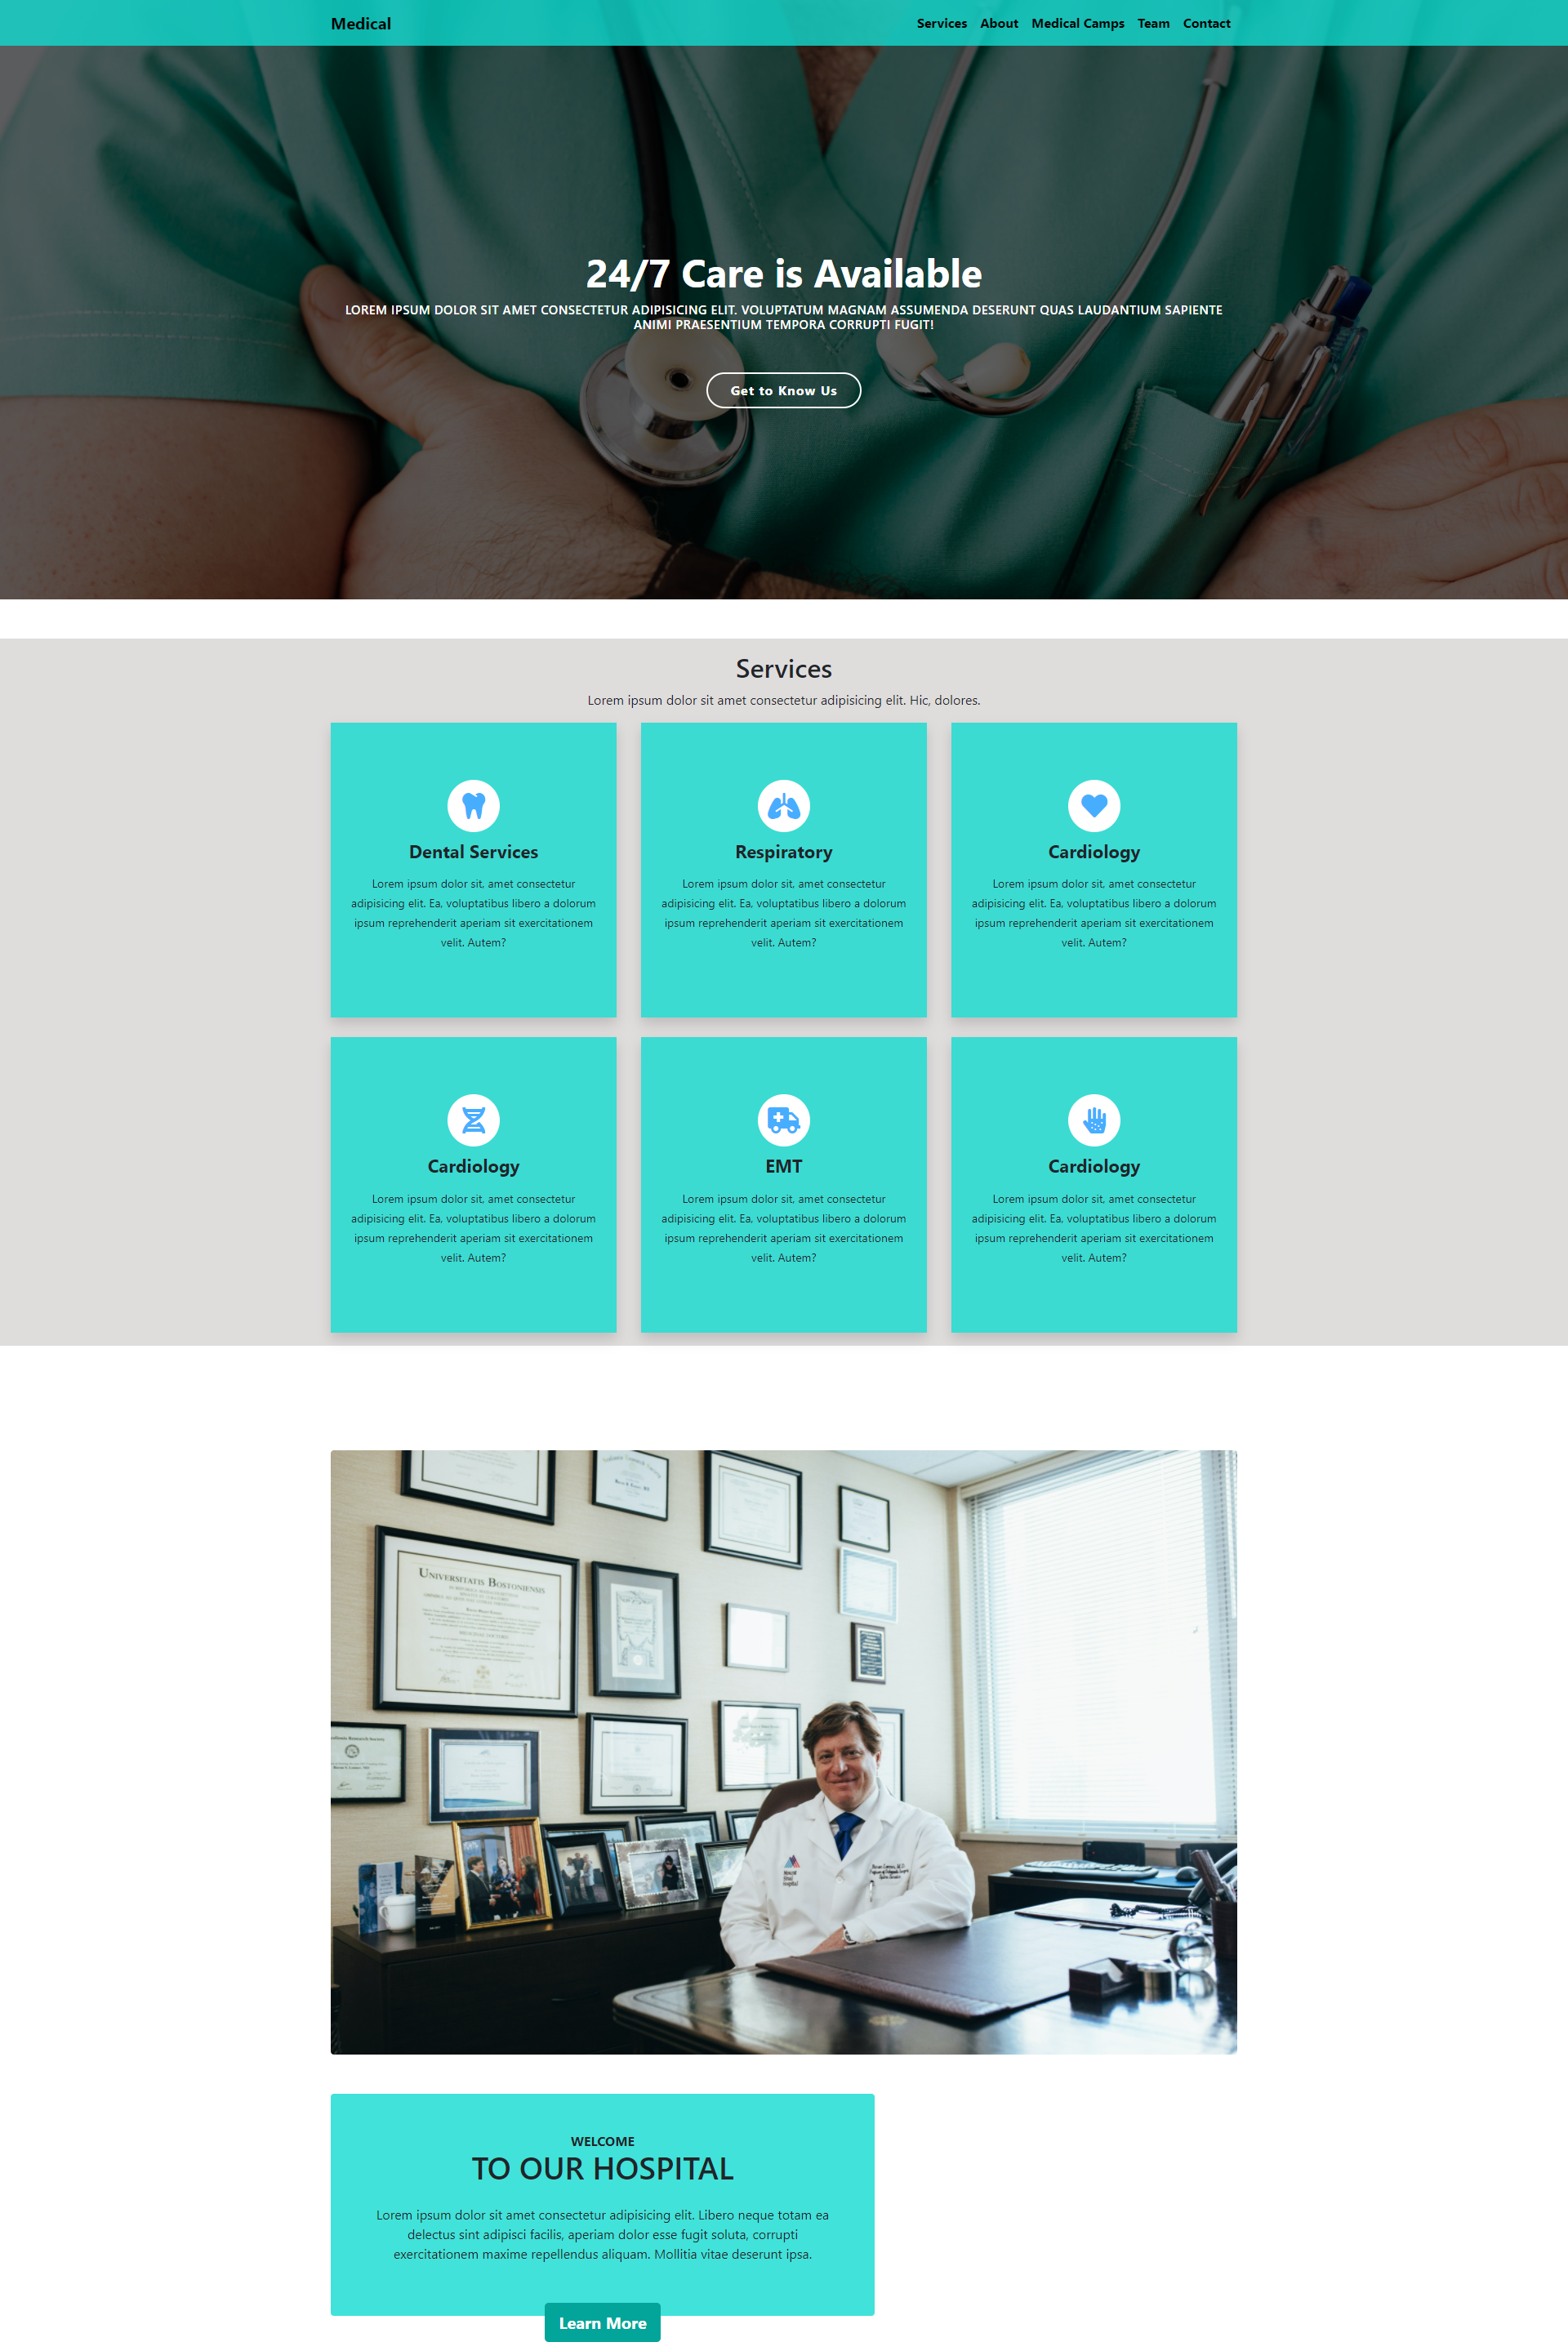 Medical
Services About Medical Camps Team Contact
24/7 Care is Available
LOREM IPSUM DOLOR SIT AMET CONSECTETUR ADIPISICING ELIT. VOLUPTATUM MAGNAM ASSUMENDA DESERUNT QUAS LAUDANTIUM SAPIENTE
ANIMI PRAESENTIUM TEMPORA CORRUPTI FUGIT!
Get to Know Us
Services
Lorem ipsum dolor sit amet consectetur adipisicing elit. Hic, dolores.
Dental Services
Lorem ipsum dolor sit, amet consectetur
adipisicing elit. Ea, voluptatibus libero a dolorum
ipsum reprehenderit aperiam sit exercitationem
velit. Autem?
Respiratory
Lorem ipsum dolor sit, amet consectetur
adipisicing elit. Ea, voluptatibus libero a dolorum
ipsum reprehenderit aperiam sit exercitationem
velit. Autem?
Cardiology
Lorem ipsum dolor sit, amet consectetur
adipisicing elit. Ea, voluptatibus libero a dolorum
ipsum reprehenderit aperiam sit exercitationem
velit. Autem?
Cardiology
Lorem ipsum dolor sit, amet consectetur
adipisicing elit. Ea, voluptatibus libero a dolorum
ipsum reprehenderit aperiam sit exercitationem
velit. Autem?
EMT
Lorem ipsum dolor sit, amet consectetur
adipisicing elit. Ea, voluptatibus libero a dolorum
ipsum reprehenderit aperiam sit exercitationem
velit. Autem?
Cardiology
Lorem ipsum dolor sit, amet consectetur
adipisicing elit. Ea, voluptatibus libero a dolorum
ipsum reprehenderit aperiam sit exercitationem
velit. Autem?
UNIVERSITATIS BOSTONIENSIS
WELCOME
TO OUR HOSPITAL
Lorem ipsum dolor sit amet consectetur adipisicing elit. Libero neque totam ea
delectus sint adipisci facilis, aperiam dolor esse fugit soluta, corrupti
exercitationem maxime repellendus aliquam. Mollitia vitae deserunt ipsa.
Learn More